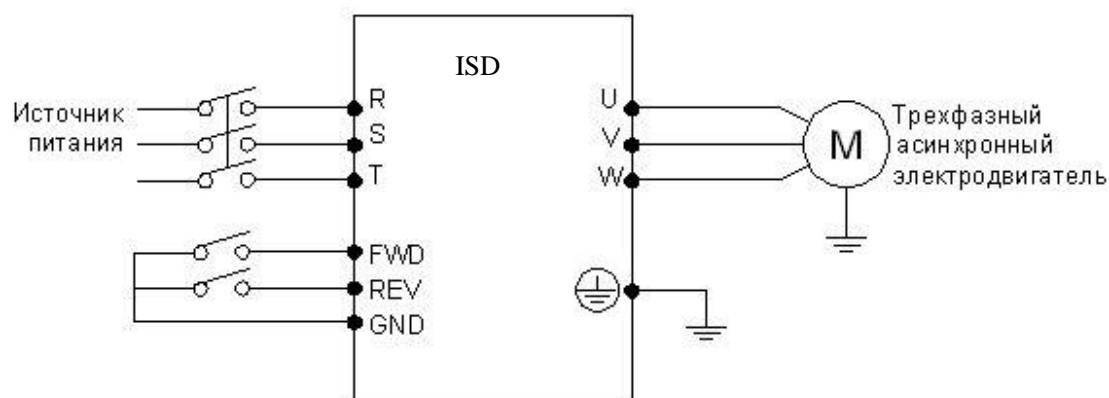 ISD
Источник
питания
R
S
T
FWD
REV
GND
U
V
W
M
Трехфазный
асинхронный
электродвигатель